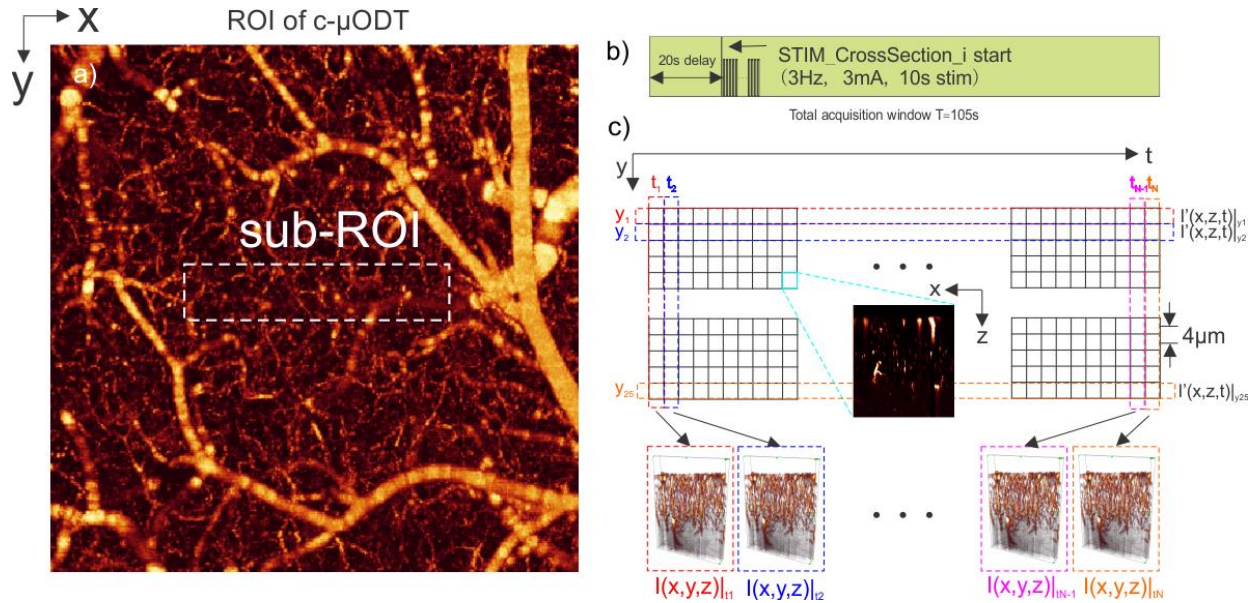 x
ROI of c-μODT
y
a)
sub-ROI
b)
20s delay
STIM_CrossSection_i start
(3Hz, 3mA, 10s stim)
Total acquisition window T=105s
c)
y
t
t1
t2
tN-1
tN
y1
I'(x,z,t)|y1
y2
I'(x,z,t)|y2
• • •
x
z
4μm
y25
I'(x,z,t)|y25
• • •
I(x,y,z)|t1
I(x,y,z)|t2
I(x,y,z)|tN-1
I(x,y,z)|tN